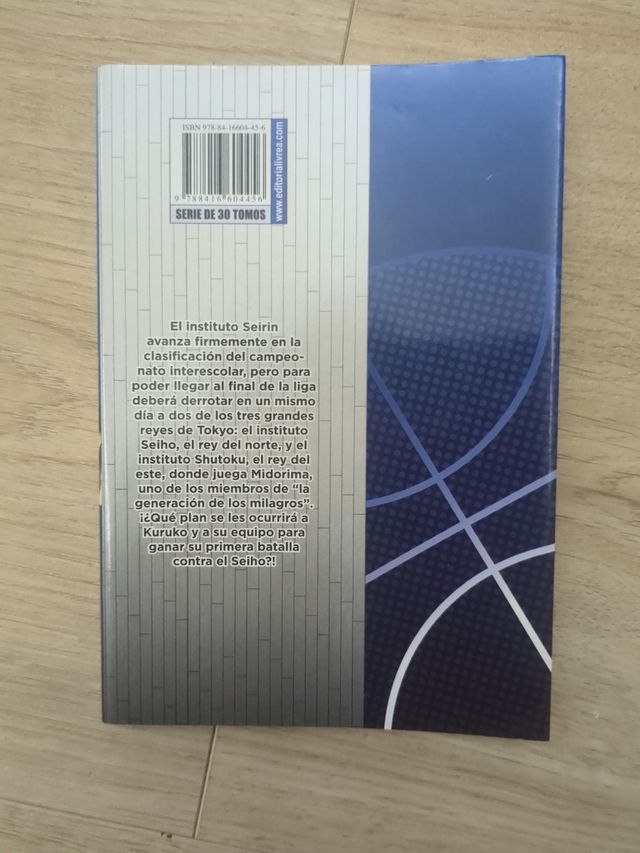 ISBN 978-84-16604-45-6
9 788416 604456
www.editorialivrea.com
SERIE DE 30 TOMOS
El instituto Seirin
avanza firmemente en la
clasificación del campeo-
nato interescolar, pero para
poder llegar al final de la liga
deberá derrotar en un mismo
día a dos de los tres grandes
reyes de Tokyo: el instituto
Seiho, el rey del norte, y el
instituto Shutoku, el rey del
este, donde juega Midorima,
uno de los miembros de “la
generación de los milagros”.
¡¿Qué plan se les ocurrirá a
Kuruko y a su equipo para
ganar su primera batalla
contra el Seiho?!